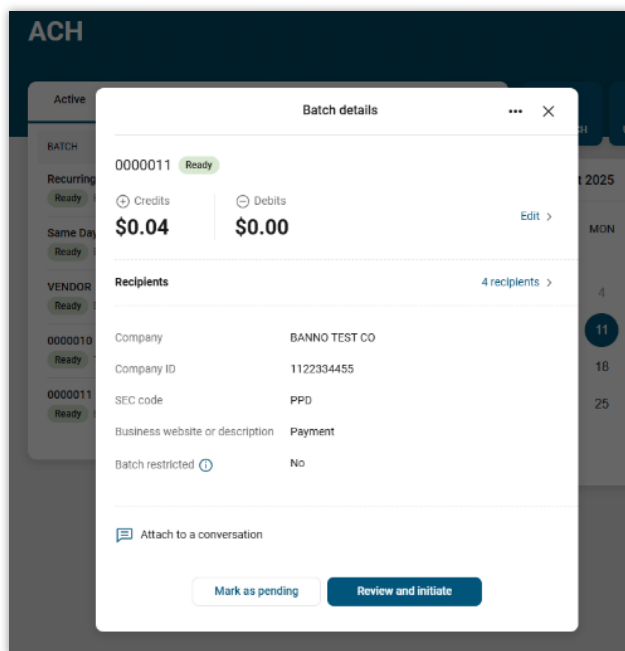 ACH
Active
BATCH
Recurring
Ready
Same Day
Ready
VENDOR
Ready
0000010
Ready
0000011
Ready
Batch details
0000011 Ready
Credits Debits
$0.04 $0.00
Edit
Recipients 4 recipients
Company BANNO TEST CO
Company ID 1122334455
SEC code PPD
Business website or description Payment
Batch restricted No
Attach to a conversation
Mark as pending Review and initiate
2025
MON
4
11
18
25